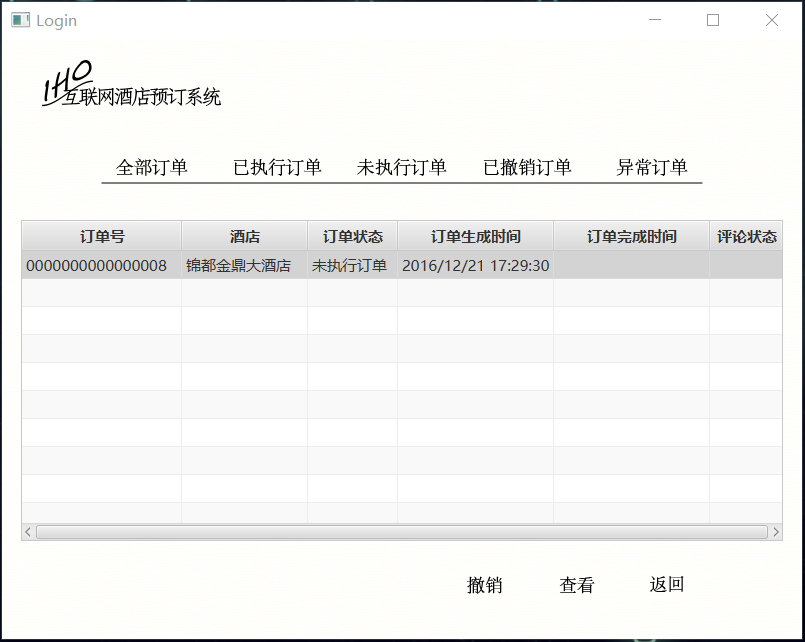 Login
IHO
互联网酒店预订系统
全部订单 已执行订单 未执行订单 已撤销订单 异常订单
订单号 酒店 订单状态 订单生成时间 订单完成时间 评论状态
0000000000000008 锦都金鼎大酒店 未执行订单 2016/12/21 17:29:30
撤销 查看 返回